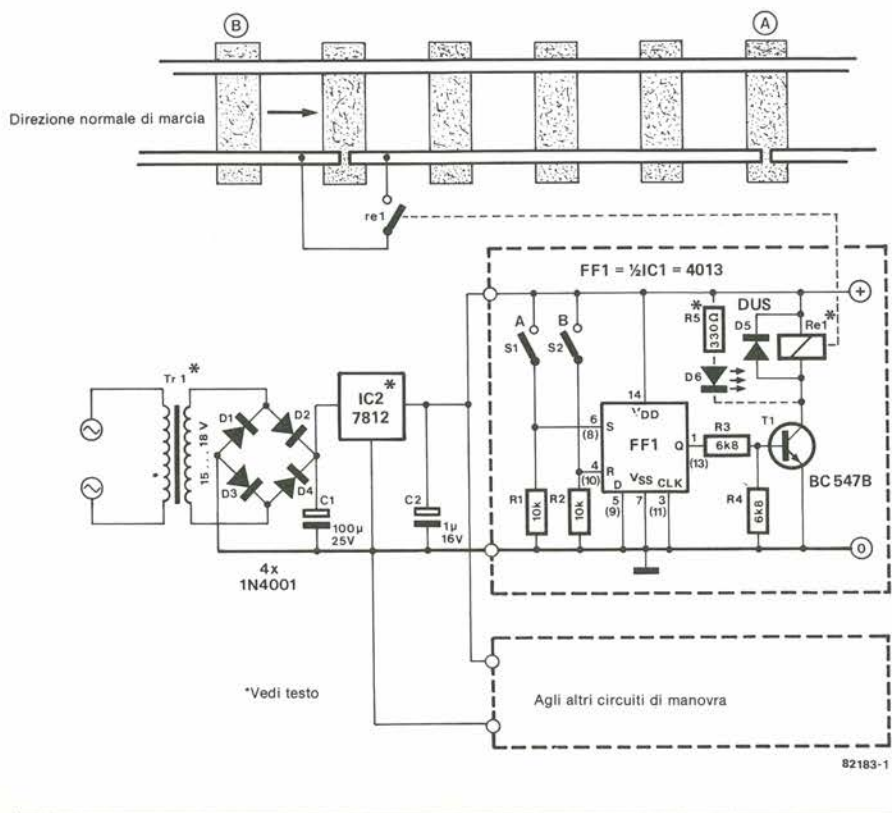 B
A
Direzione normale di marcia
re1
FF1 = ½IC1 = 4013
+
A
B
S1
S2
*
R5
330Ω
DUS
D5
Re1
*
D6
Tr 1
*
15 ... 18 V
D1
D2
D3
D4
IC2
*
7812
14
VDD
6
(8)
S
FF1
Q
1
(13)
4
(10)
R
VSS
D
CLK
5
(9)
7
3
(11)
R3
6k8
T1
BC 547B
R4
6k8
R1
10k
R2
10k
C1
100µ
25V
C2
1µ
16V
0
4x
1N4001
*Vedi testo
Agli altri circuiti di manovra
82183-1